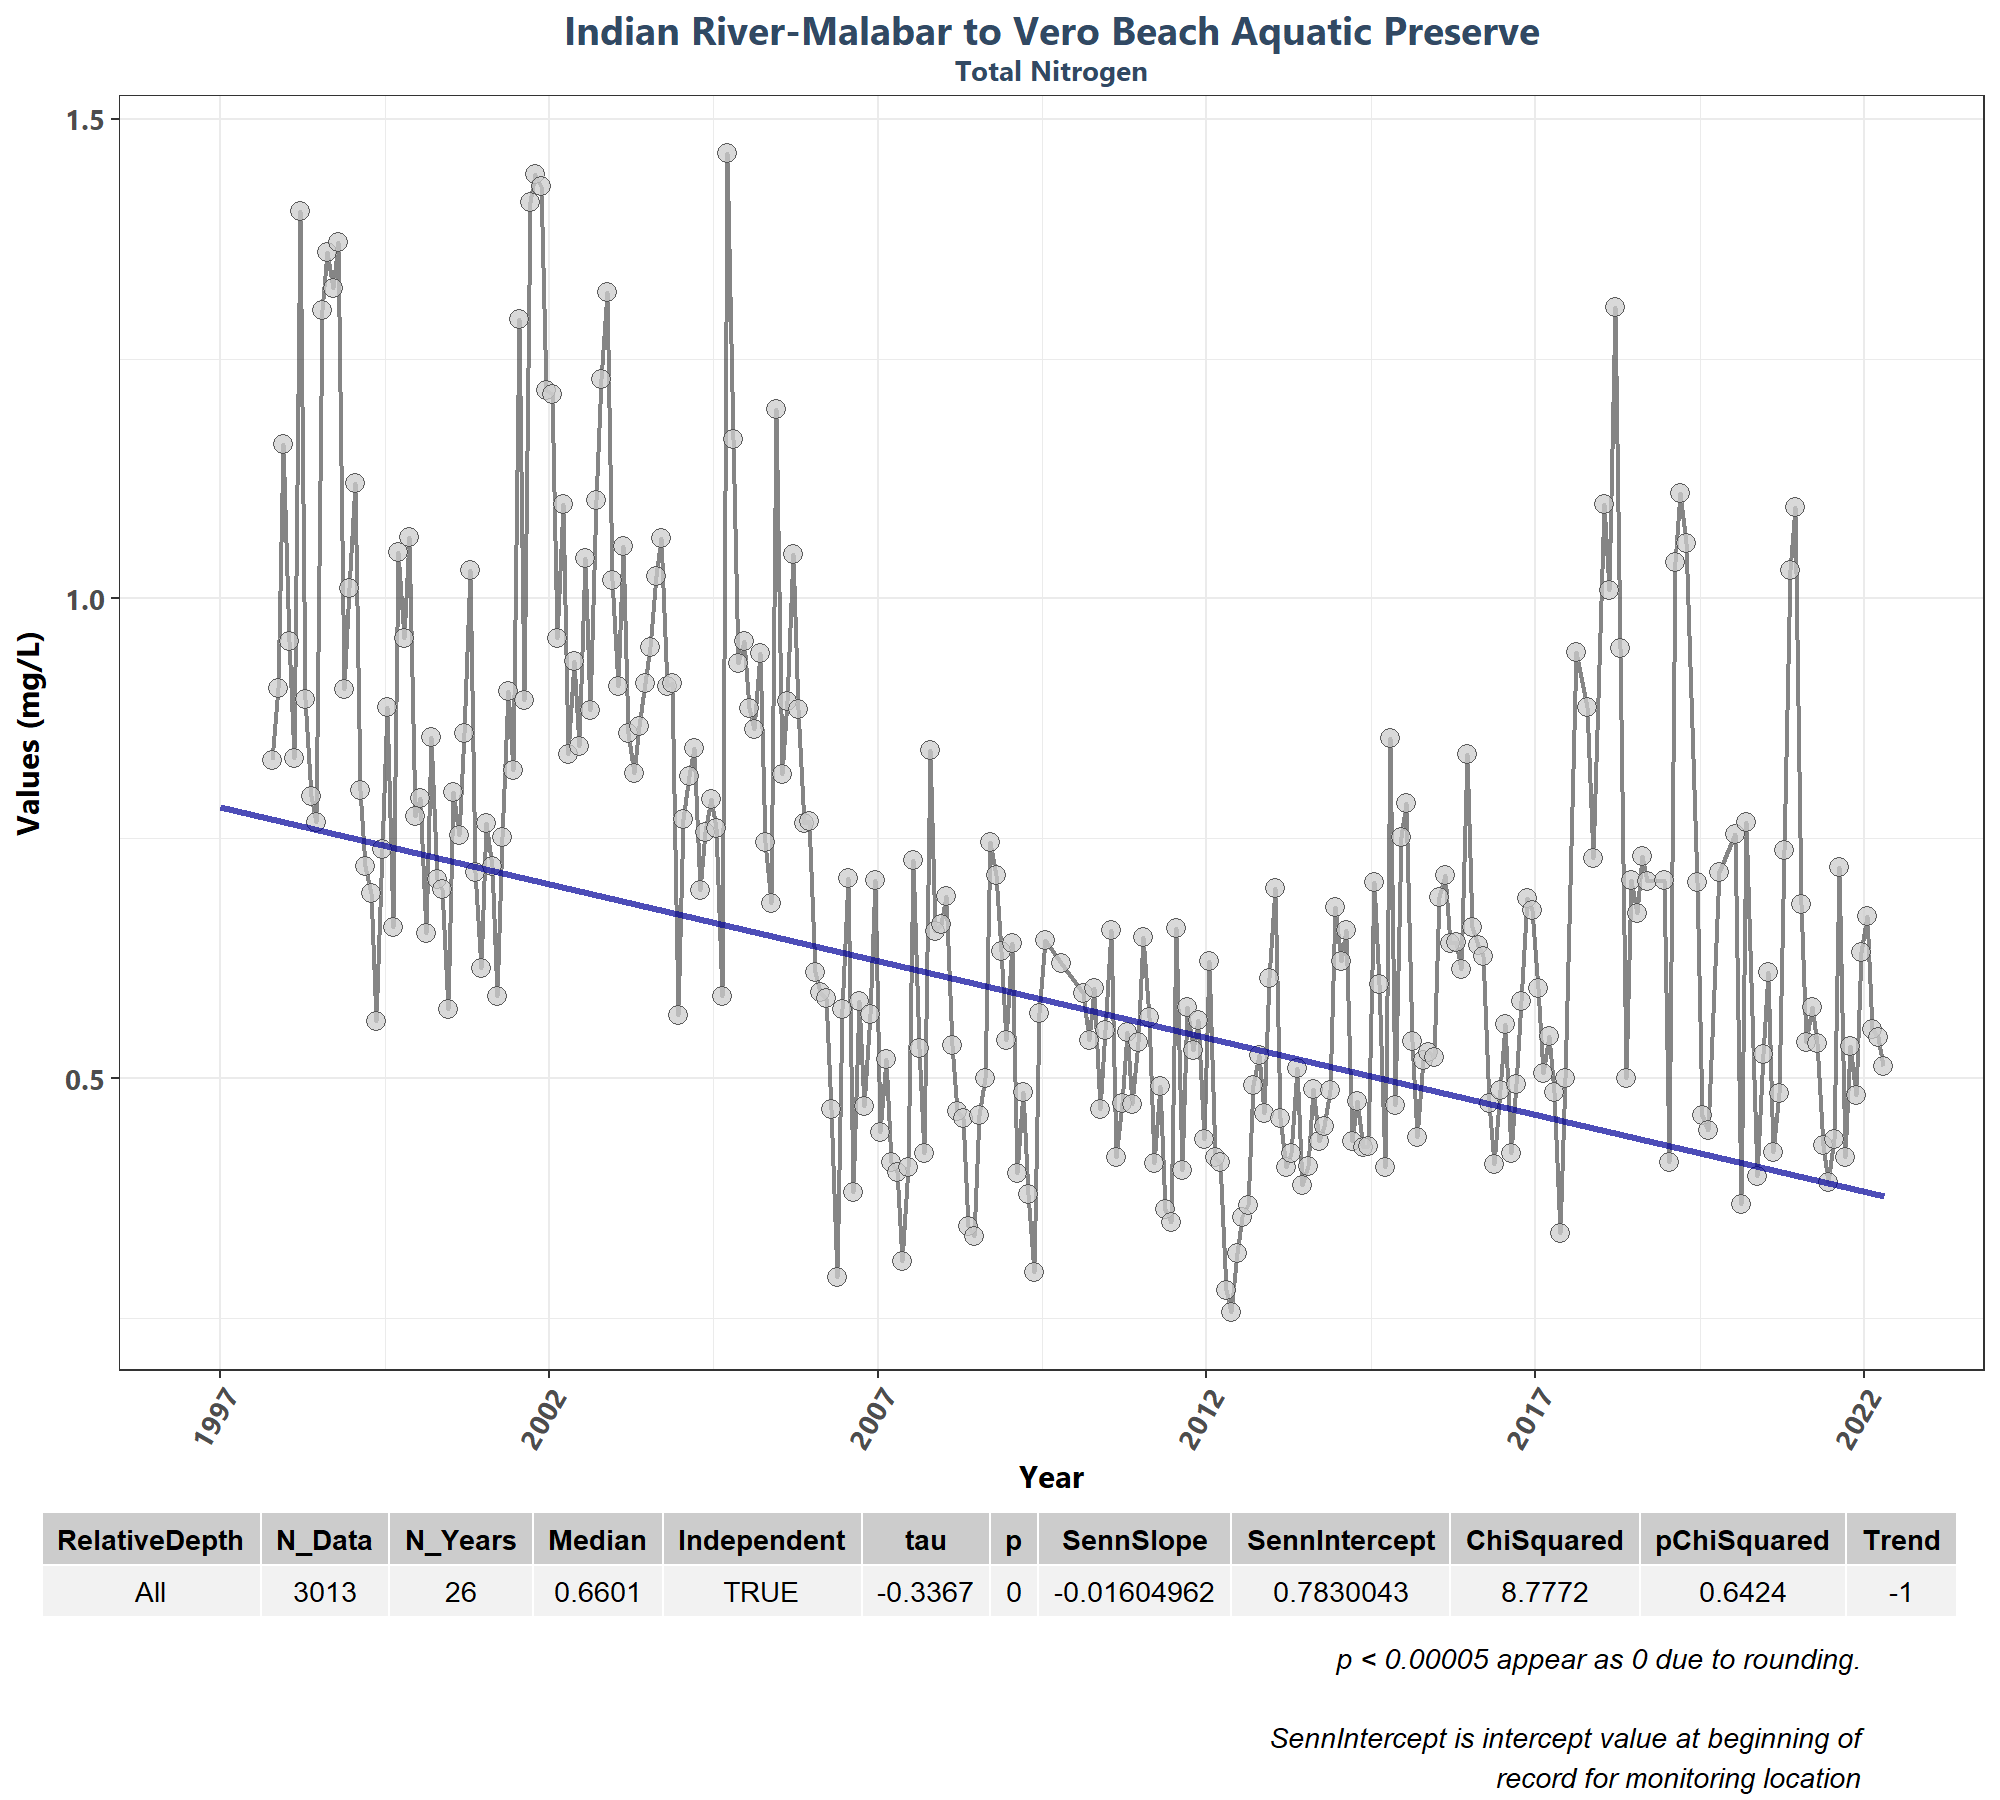 Indian River-Malabar to Vero Beach Aquatic Preserve
Total Nitrogen
1.5
1.0
0.5
Values (mg/L)
1997 2002 2007 2012 2017 2022
Year
RelativeDepth N_Data N_Years Median Independent tau p SennSlope SennIntercept ChiSquared pChiSquared Trend
All 3013 26 0.6601 TRUE -0.3367 0 -0.01604962 0.7830043 8.7772 0.6424 -1
p < 0.00005 appear as 0 due to rounding.
SennIntercept is intercept value at beginning of
record for monitoring location